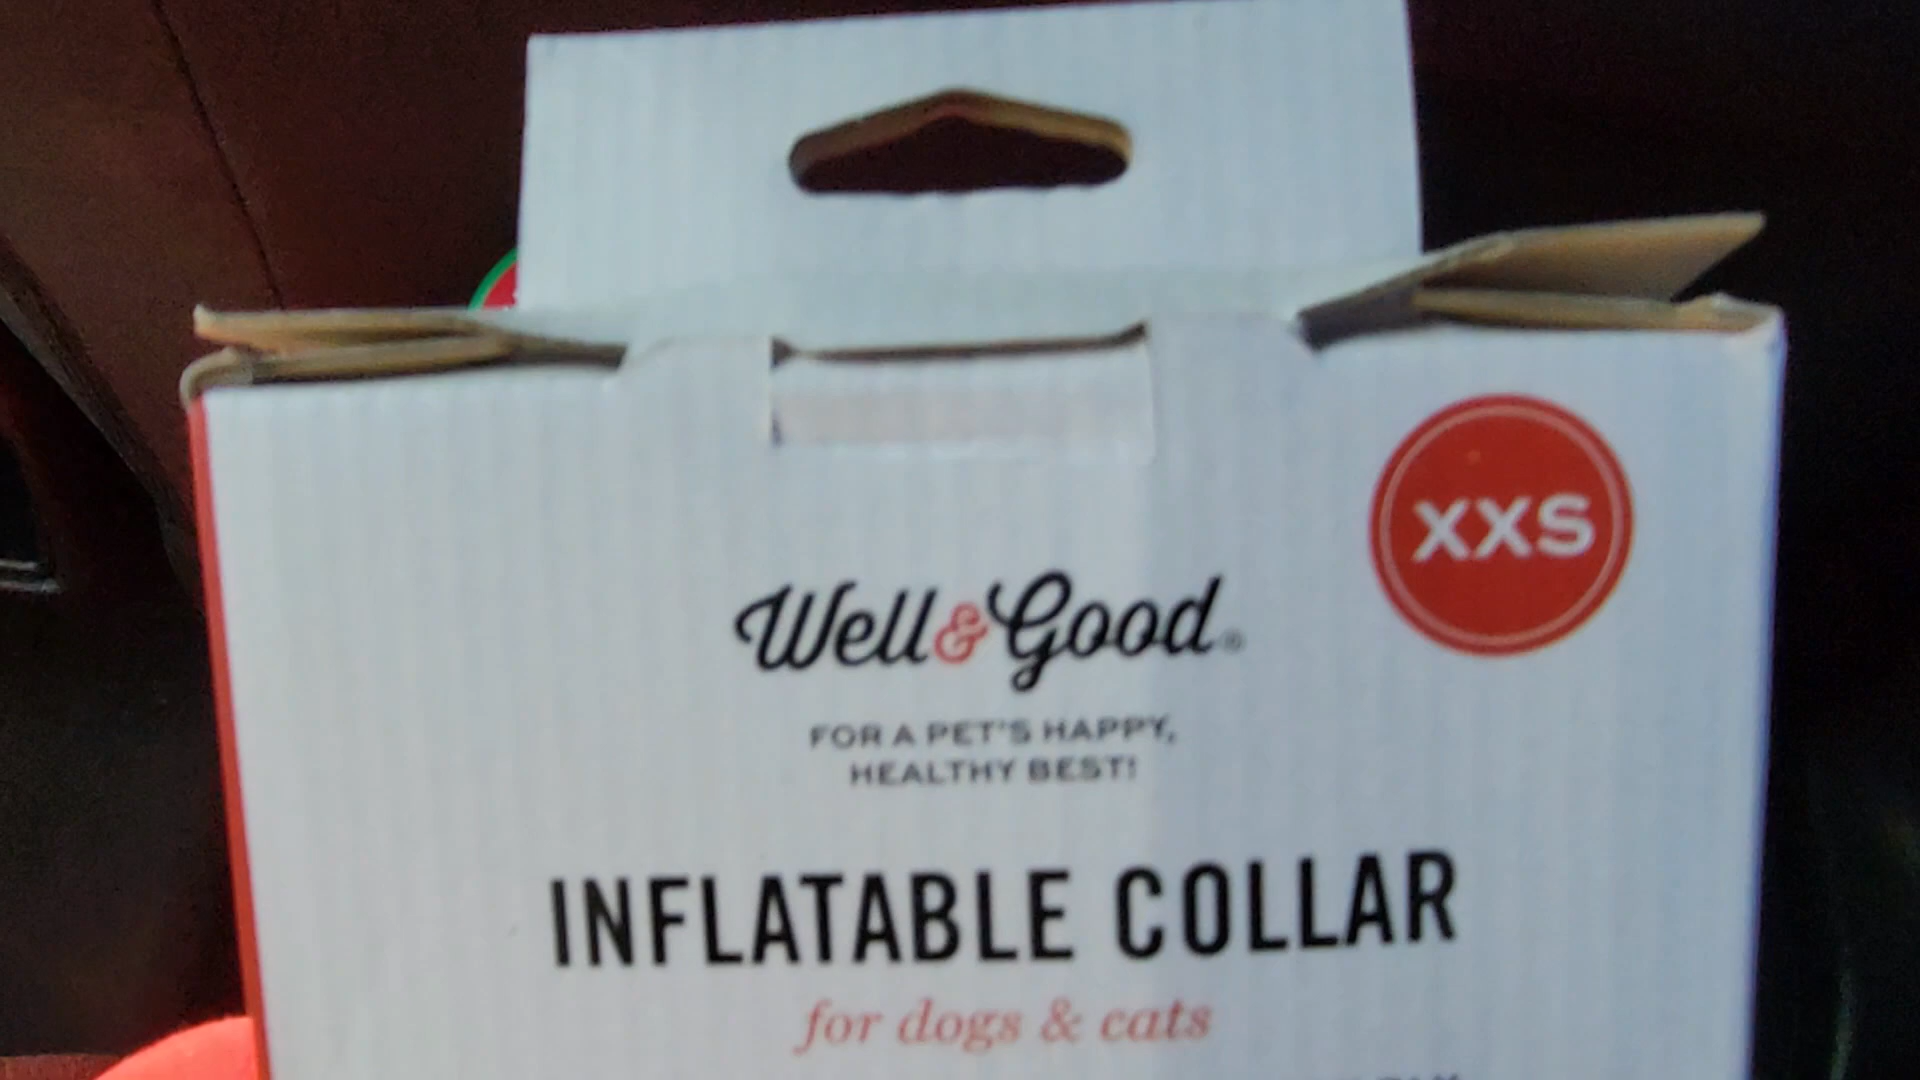 XXS
Well&Good®
FOR A PET'S HAPPY,
HEALTHY BEST!
INFLATABLE COLLAR
for dogs & cats